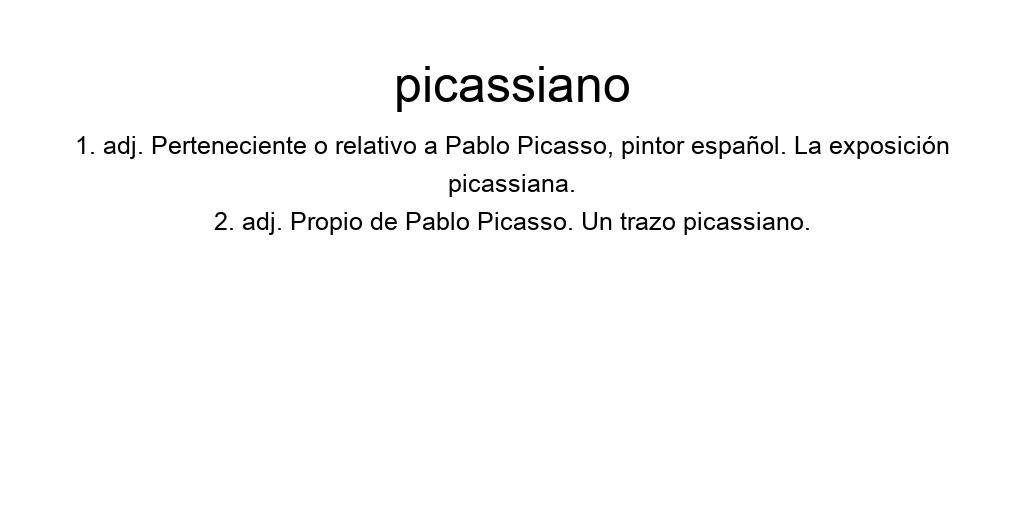 picassiano
1. adj. Perteneciente o relativo a Pablo Picasso, pintor español. La exposición
picassiana.
2. adj. Propio de Pablo Picasso. Un trazo picassiano.